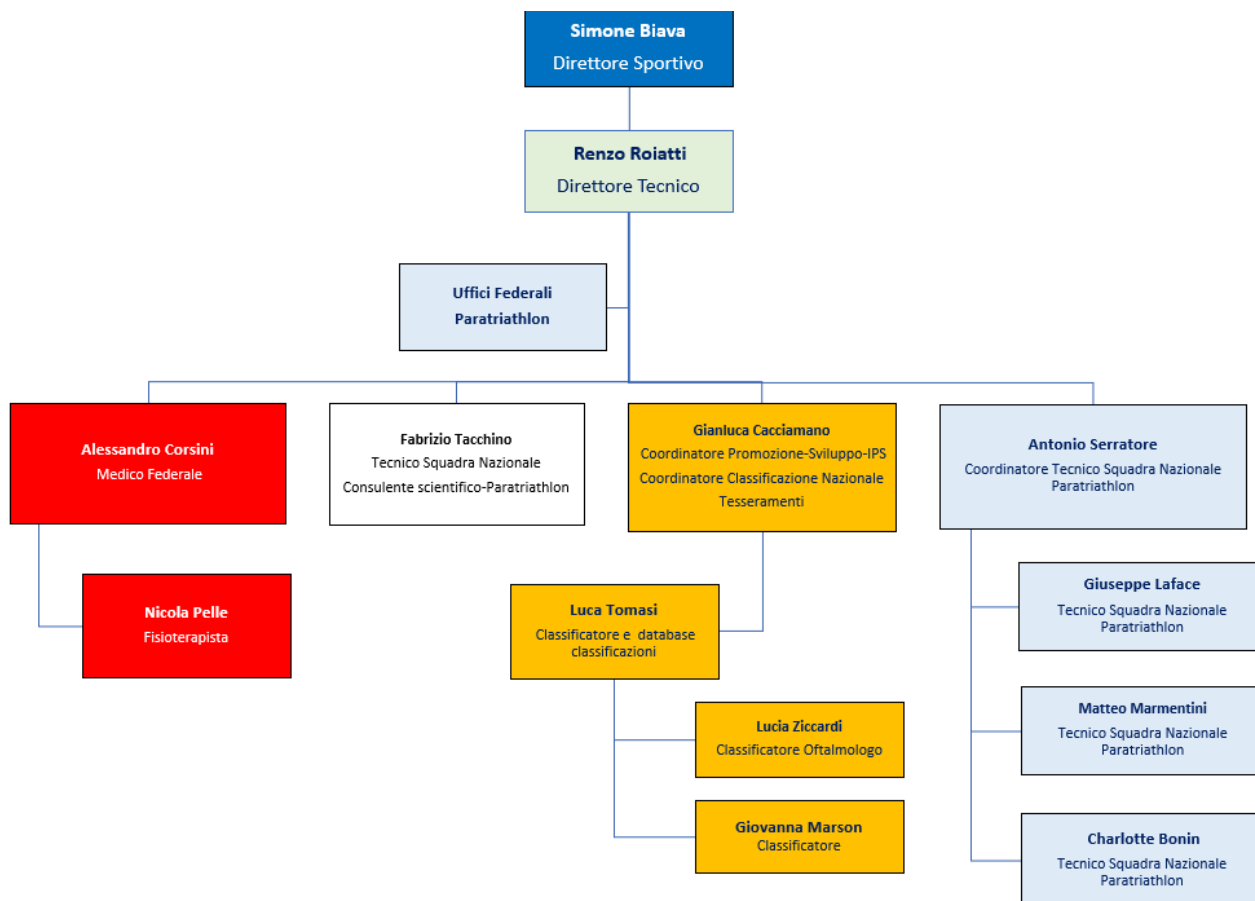 Simone Biava
Direttore Sportivo
Renzo Roiatti
Direttore Tecnico
Uffici Federali
Paratriathlon
Alessandro Corsini
Medico Federale
Fabrizio Tacchino
Tecnico Squadra Nazionale
Consulente scientifico-Paratriathlon
Gianluca Cacciamano
Coordinatore Promozione-Sviluppo-IPS
Coordinatore Classificazione Nazionale
Tesseramenti
Antonio Serratore
Coordinatore Tecnico Squadra Nazionale
Paratriathlon
Nicola Pelle
Fisioterapista
Luca Tomasi
Classificatore e database
classificazioni
Lucia Ziccardi
Classificatore Oftalmologo
Giovanna Marson
Classificatore
Giuseppe Laface
Tecnico Squadra Nazionale
Paratriathlon
Matteo Marmentini
Tecnico Squadra Nazionale
Paratriathlon
Charlotte Bonin
Tecnico Squadra Nazionale
Paratriathlon